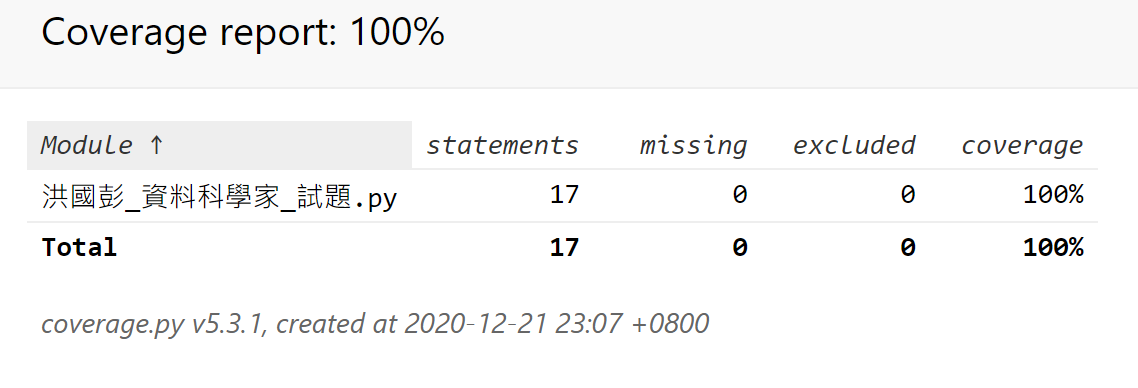 Coverage report: 100%
Module ↑ statements missing excluded coverage
洪國彭_資料科學家_試題.py 17 0 0 100%
Total 17 0 0 100%
coverage.py v5.3.1, created at 2020-12-21 23:07 +0800